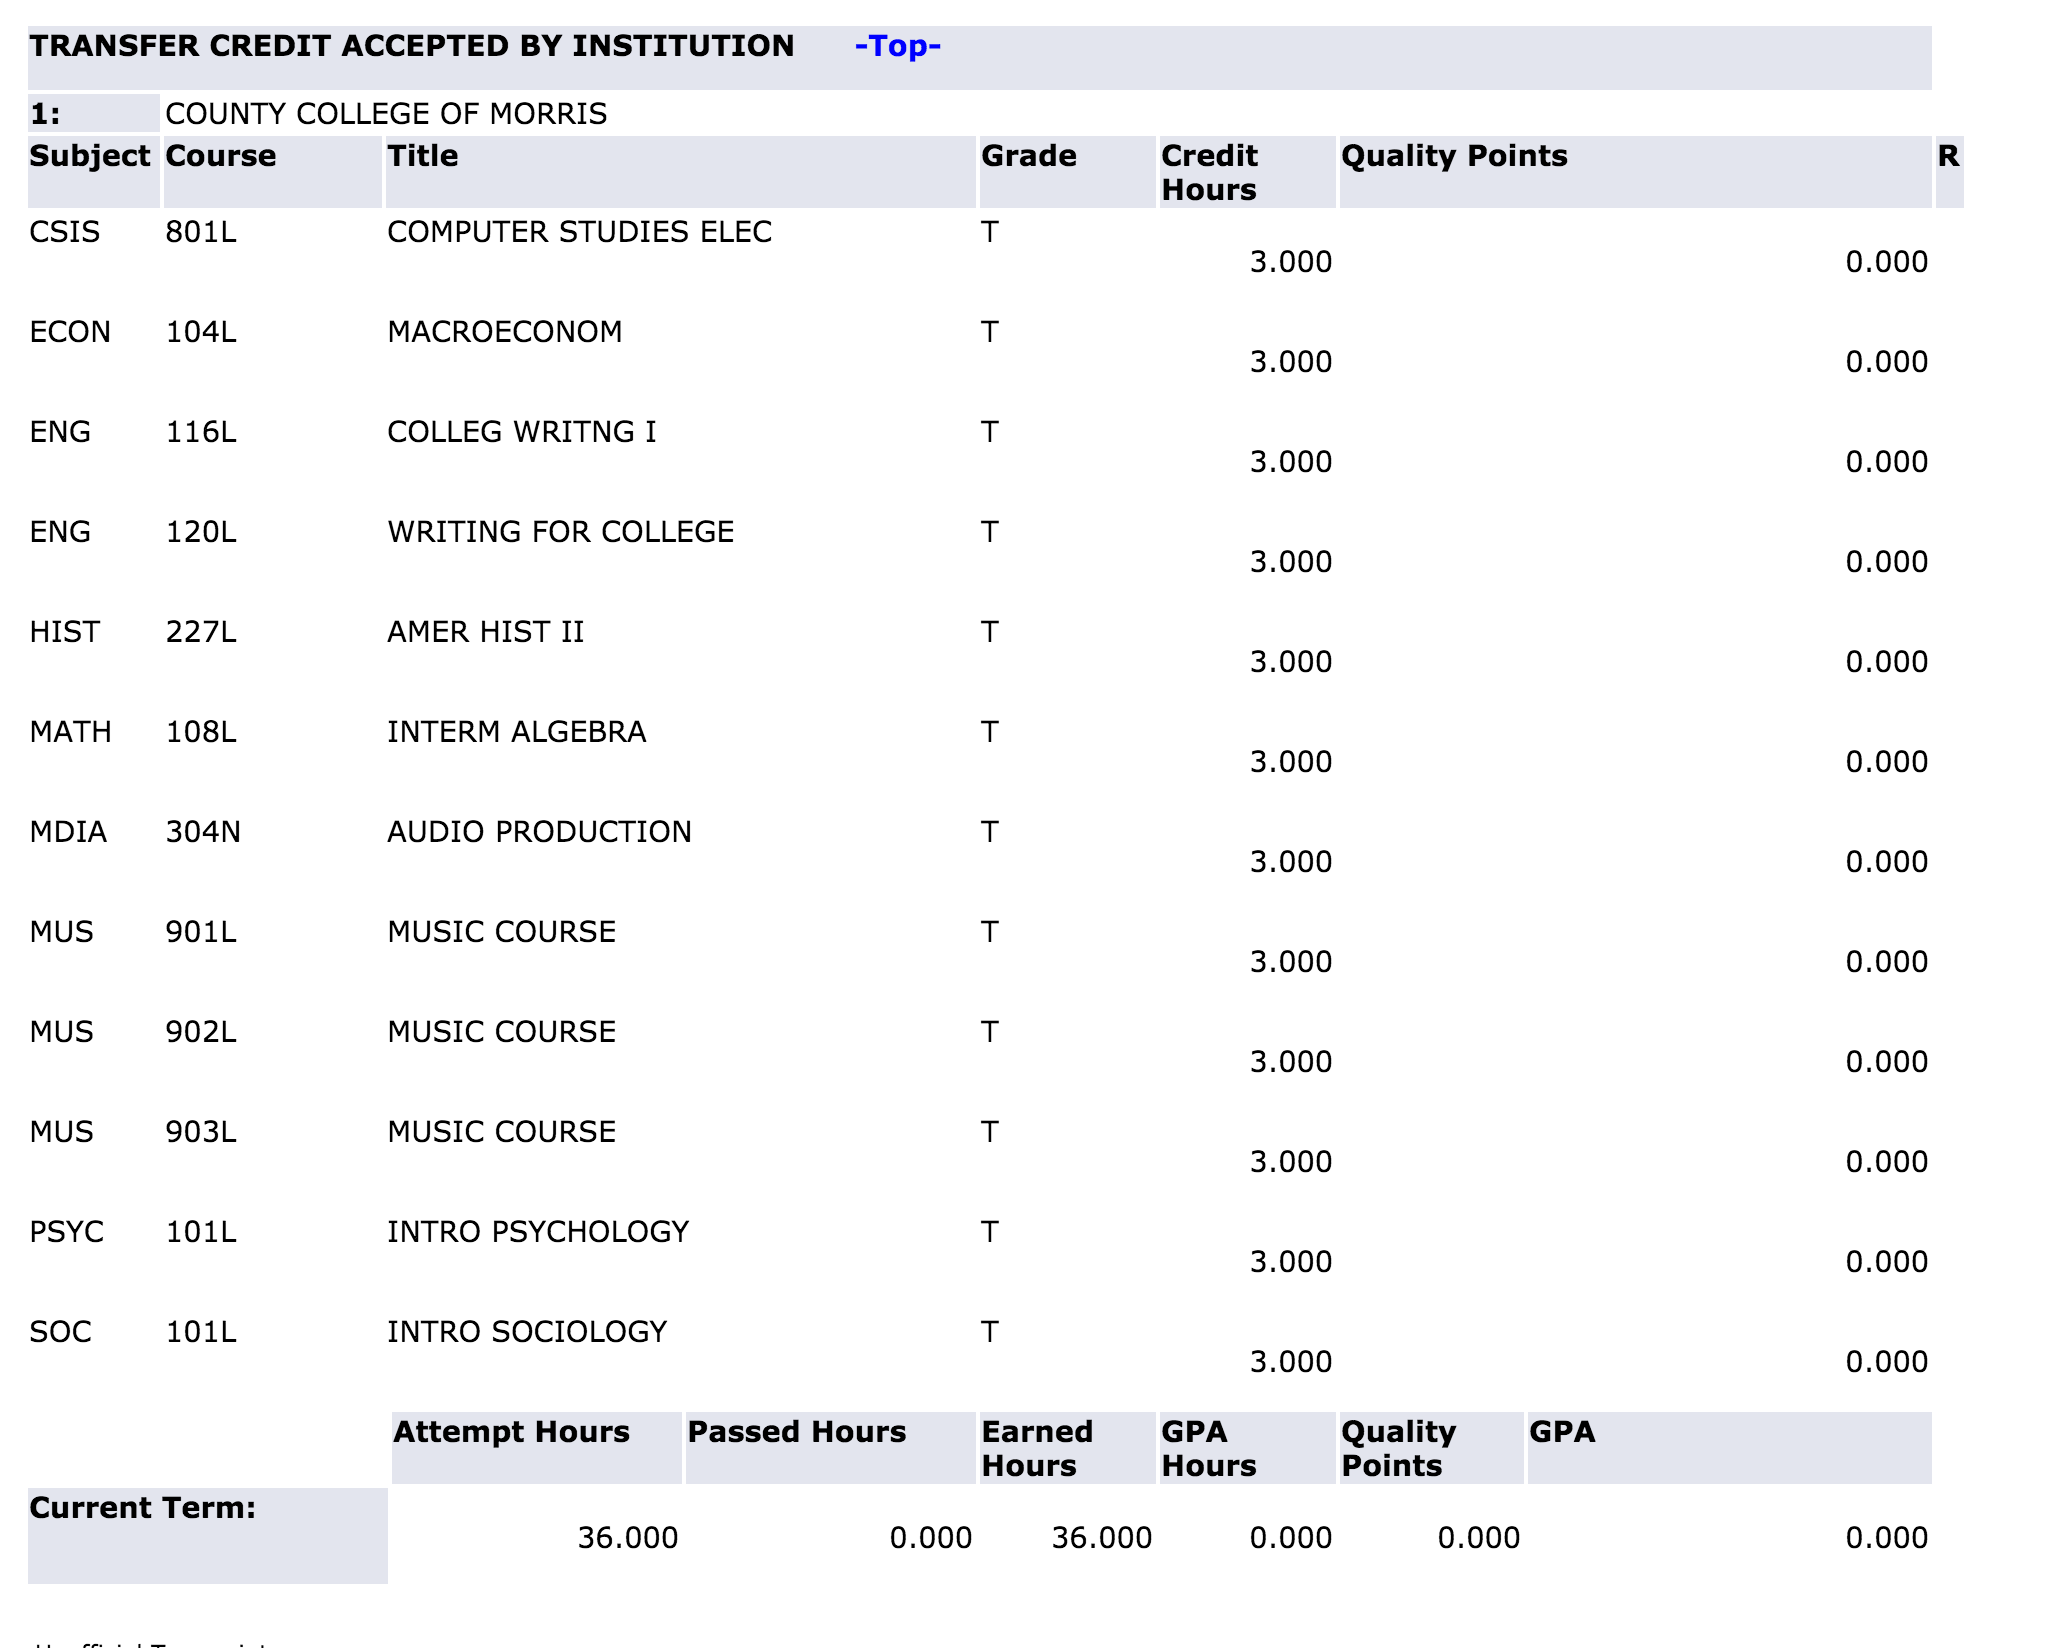 TRANSFER CREDIT ACCEPTED BY INSTITUTION -Top-
1: COUNTY COLLEGE OF MORRIS
Subject Course Title Grade Credit Hours Quality Points R
CSIS 801L COMPUTER STUDIES ELEC T 3.000 0.000
ECON 104L MACROECONOM T 3.000 0.000
ENG 116L COLLEG WRITNG I T 3.000 0.000
ENG 120L WRITING FOR COLLEGE T 3.000 0.000
HIST 227L AMER HIST II T 3.000 0.000
MATH 108L INTERM ALGEBRA T 3.000 0.000
MDIA 304N AUDIO PRODUCTION T 3.000 0.000
MUS 901L MUSIC COURSE T 3.000 0.000
MUS 902L MUSIC COURSE T 3.000 0.000
MUS 903L MUSIC COURSE T 3.000 0.000
PSYC 101L INTRO PSYCHOLOGY T 3.000 0.000
SOC 101L INTRO SOCIOLOGY T 3.000 0.000
Attempt Hours Passed Hours Earned Hours GPA Hours Quality Points GPA
Current Term: 36.000 0.000 36.000 0.000 0.000 0.000